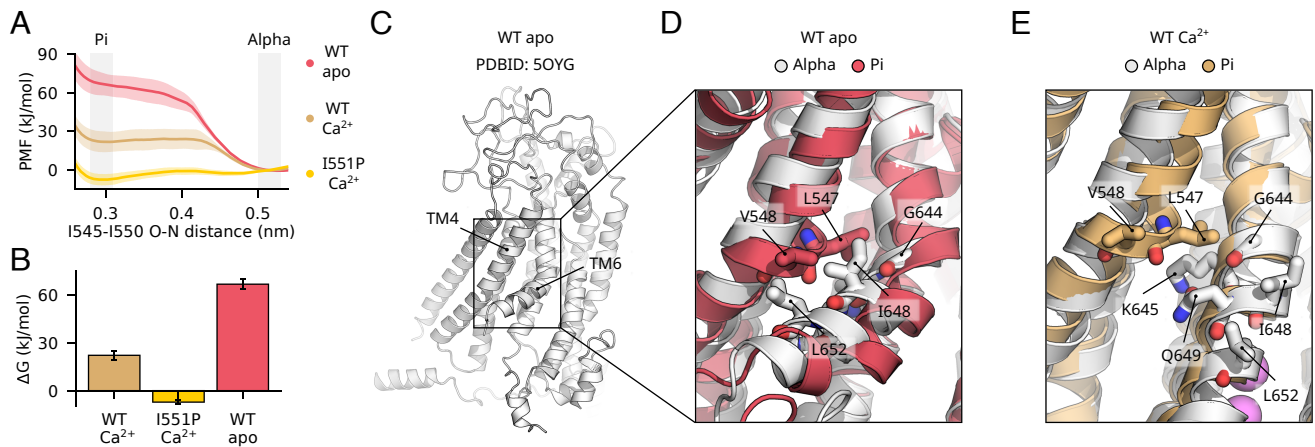 A
PMF (kJ/mol)
90
60
30
0
Pi
Alpha
0.3
0.4
0.5
I545-I550 O-N distance (nm)
WT
apo
WT
Ca²⁺
I551P
Ca²⁺
B
ΔG (kJ/mol)
60
30
0
WT
Ca²⁺
I551P
Ca²⁺
WT
apo
C
WT apo
PDBID: 5OYG
TM4
TM6
D
WT apo
Alpha Pi
V548
L547
G644
I648
L652
E
WT Ca²⁺
Alpha Pi
V548
L547
G644
K645
I648
Q649
L652